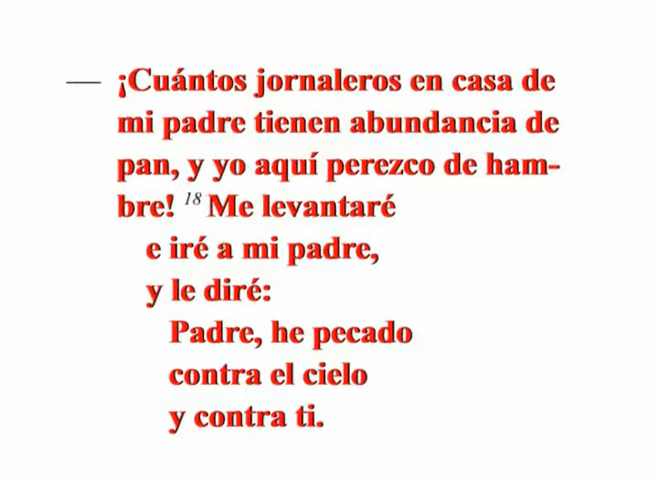 — ¡Cuántos jornaleros en casa de
mi padre tienen abundancia de
pan, y yo aquí perezco de ham-
bre! 18 Me levantaré
e iré a mi padre,
y le diré:
Padre, he pecado
contra el cielo
y contra ti.